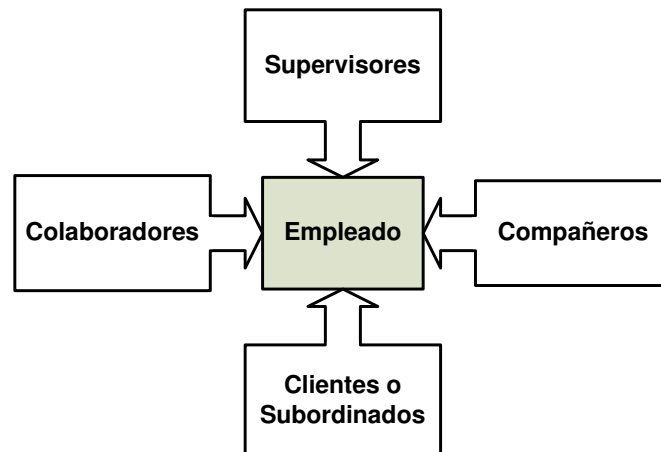 Supervisores
Colaboradores
Empleado
Compañeros
Clientes o
Subordinados